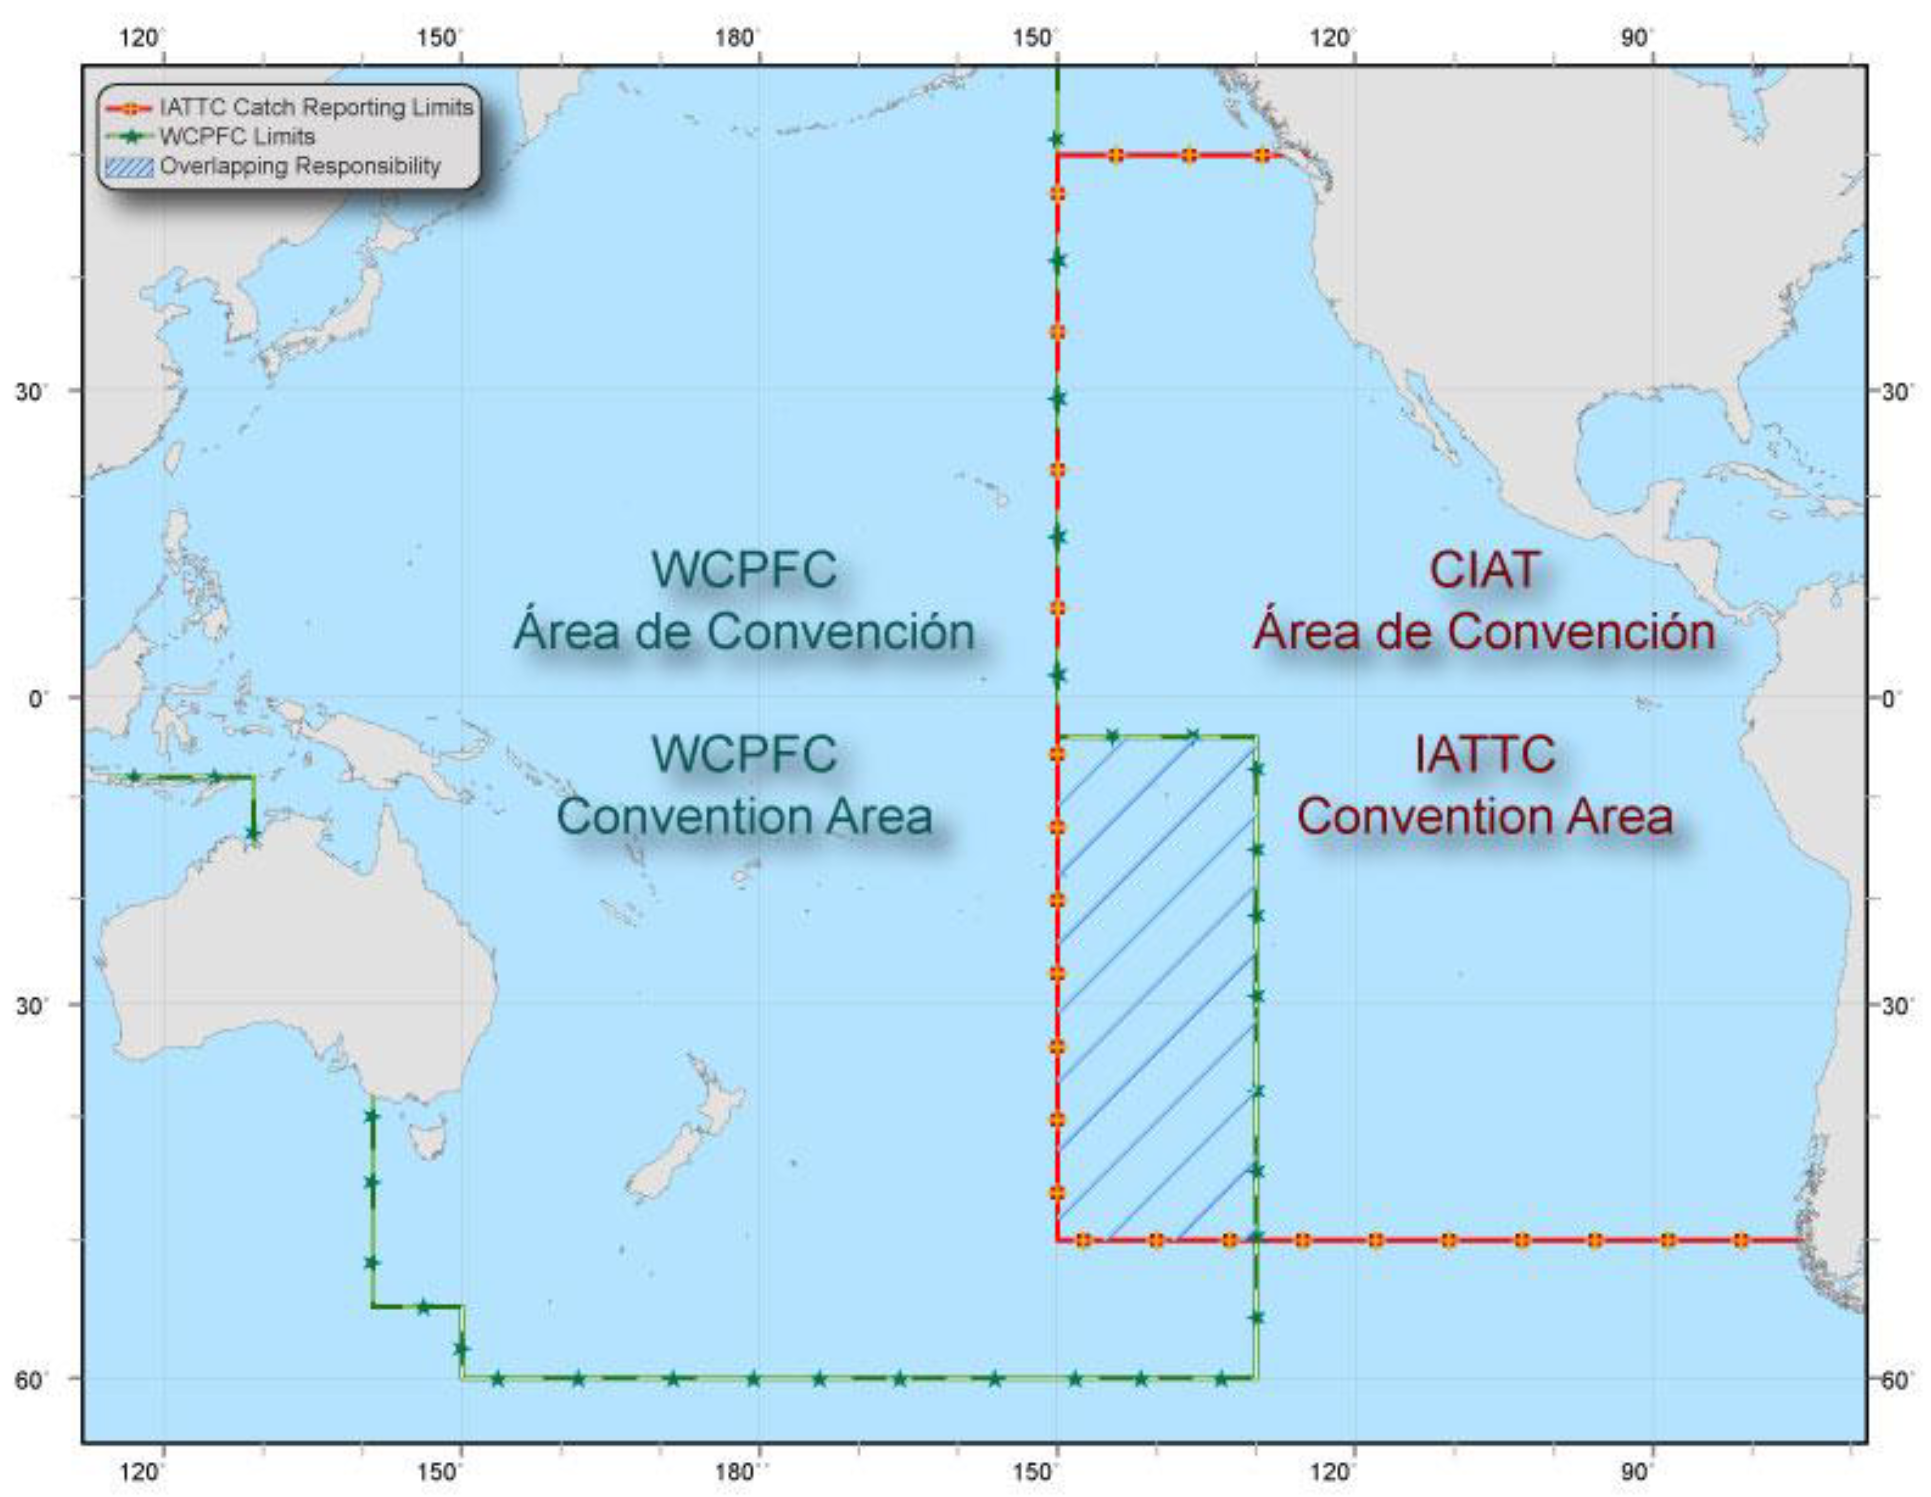 120° 150° 180° 150° 120° 90°
IATTC Catch Reporting Limits
WCPFC Limits
Overlapping Responsibility
30° 30°
WCPFC
Área de Convención
CIAT
Área de Convención
0° 0°
WCPFC
Convention Area
IATTC
Convention Area
30° 30°
60° 60°
120° 150° 180° 150° 120° 90°